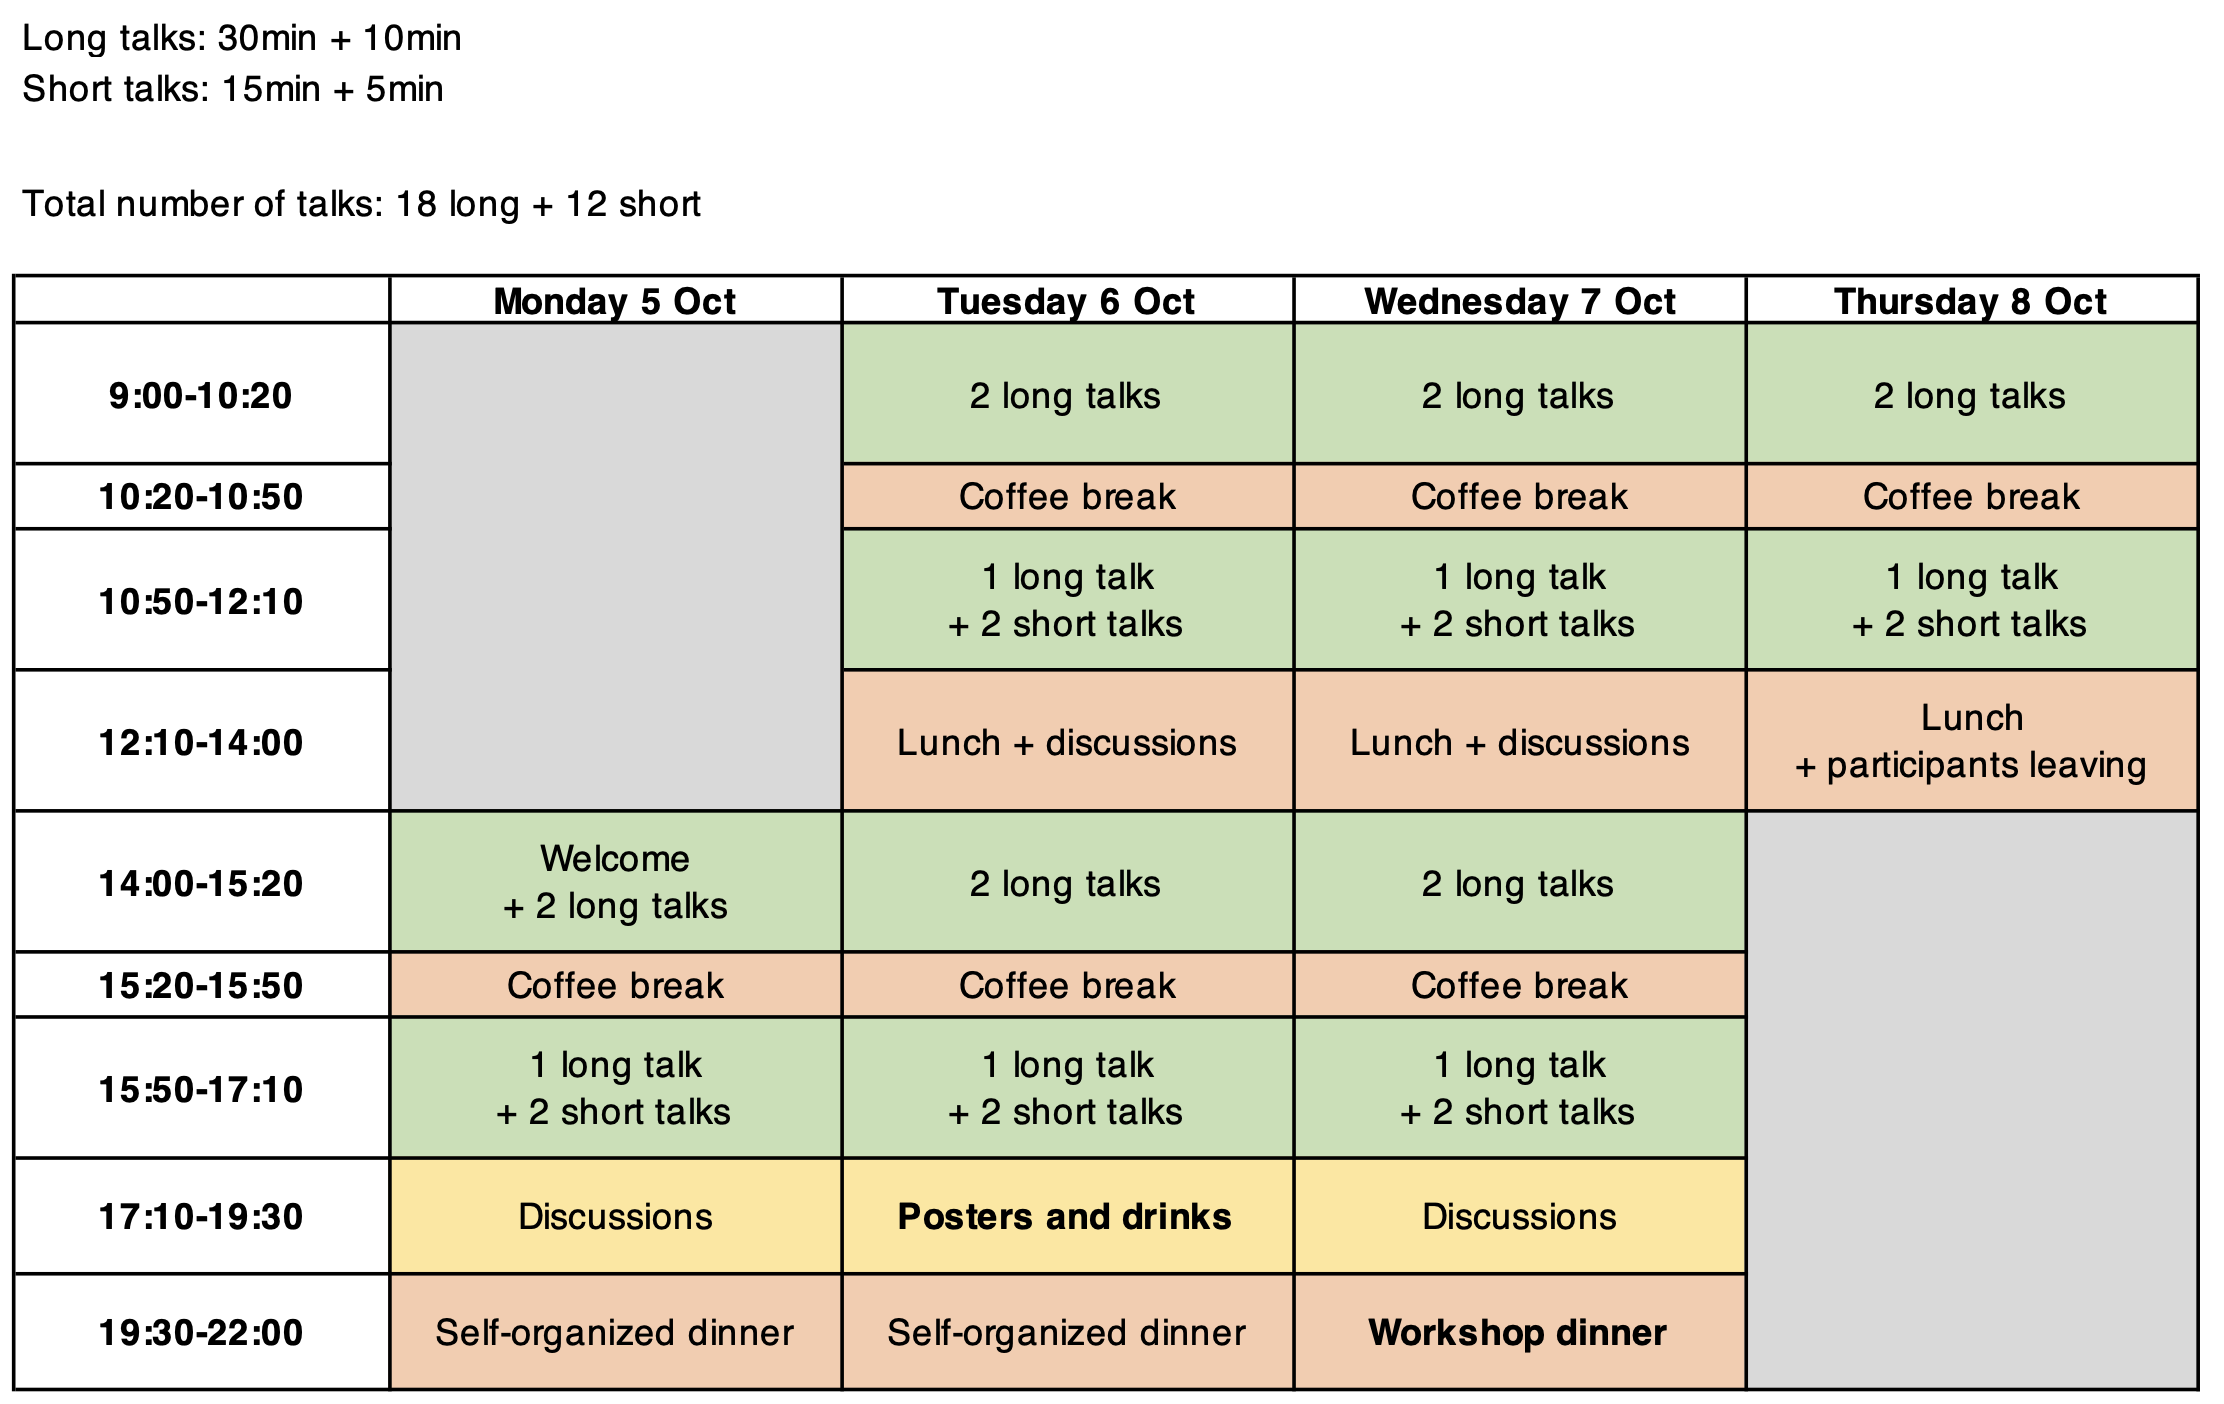 Long talks: 30min + 10min
Short talks: 15min + 5min
Total number of talks: 18 long + 12 short
Monday 5 Oct Tuesday 6 Oct Wednesday 7 Oct Thursday 8 Oct
9:00-10:20 2 long talks 2 long talks 2 long talks
10:20-10:50 Coffee break Coffee break Coffee break
10:50-12:10
1 long talk
+ 2 short talks
1 long talk
+ 2 short talks
1 long talk
+ 2 short talks
12:10-14:00 Lunch + discussions Lunch + discussions
Lunch
+ participants leaving
14:00-15:20
Welcome
+ 2 long talks
2 long talks 2 long talks
15:20-15:50 Coffee break Coffee break Coffee break
15:50-17:10
1 long talk
+ 2 short talks
1 long talk
+ 2 short talks
1 long talk
+ 2 short talks
17:10-19:30 Discussions Posters and drinks Discussions
19:30-22:00 Self-organized dinner Self-organized dinner Workshop dinner